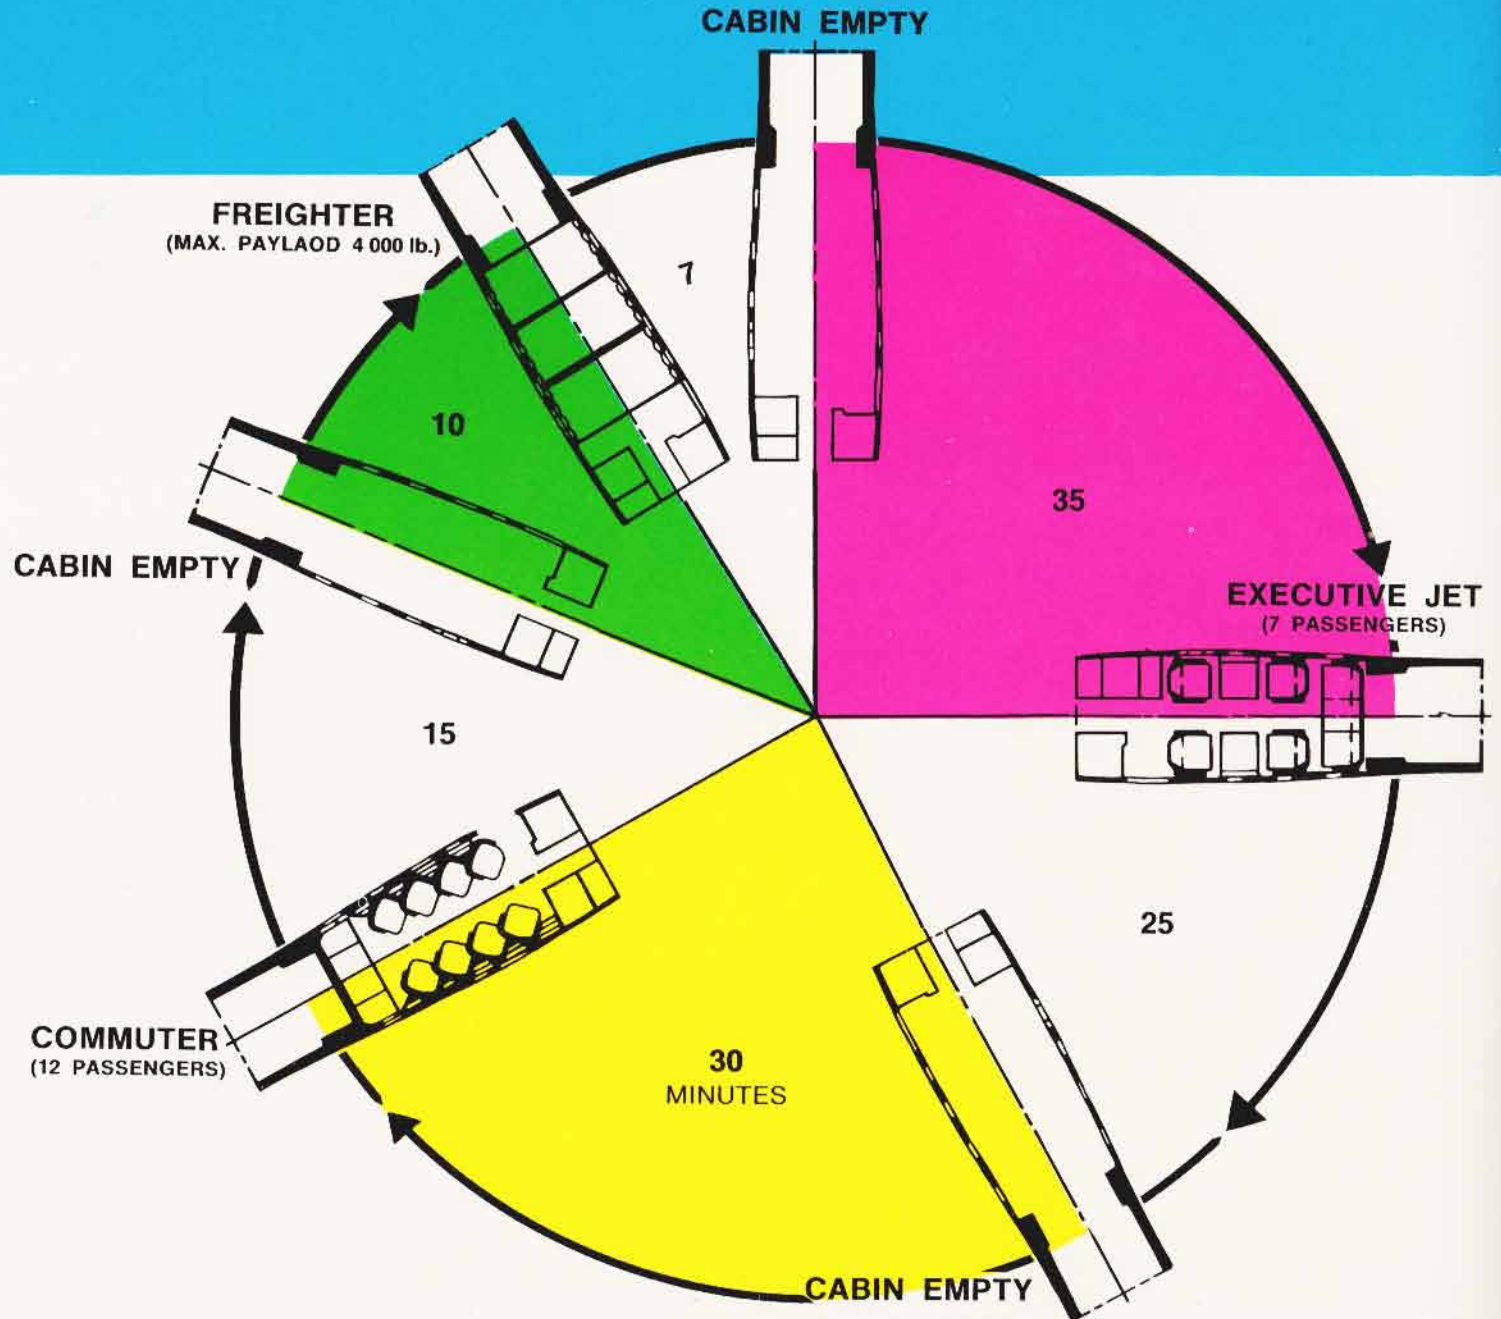 CABIN EMPTY
FREIGHTER
(MAX. PAYLAOD 4 000 lb.)
7
10
35
CABIN EMPTY
EXECUTIVE JET
(7 PASSENGERS)
15
25
COMMUTER
(12 PASSENGERS)
30
MINUTES
CABIN EMPTY